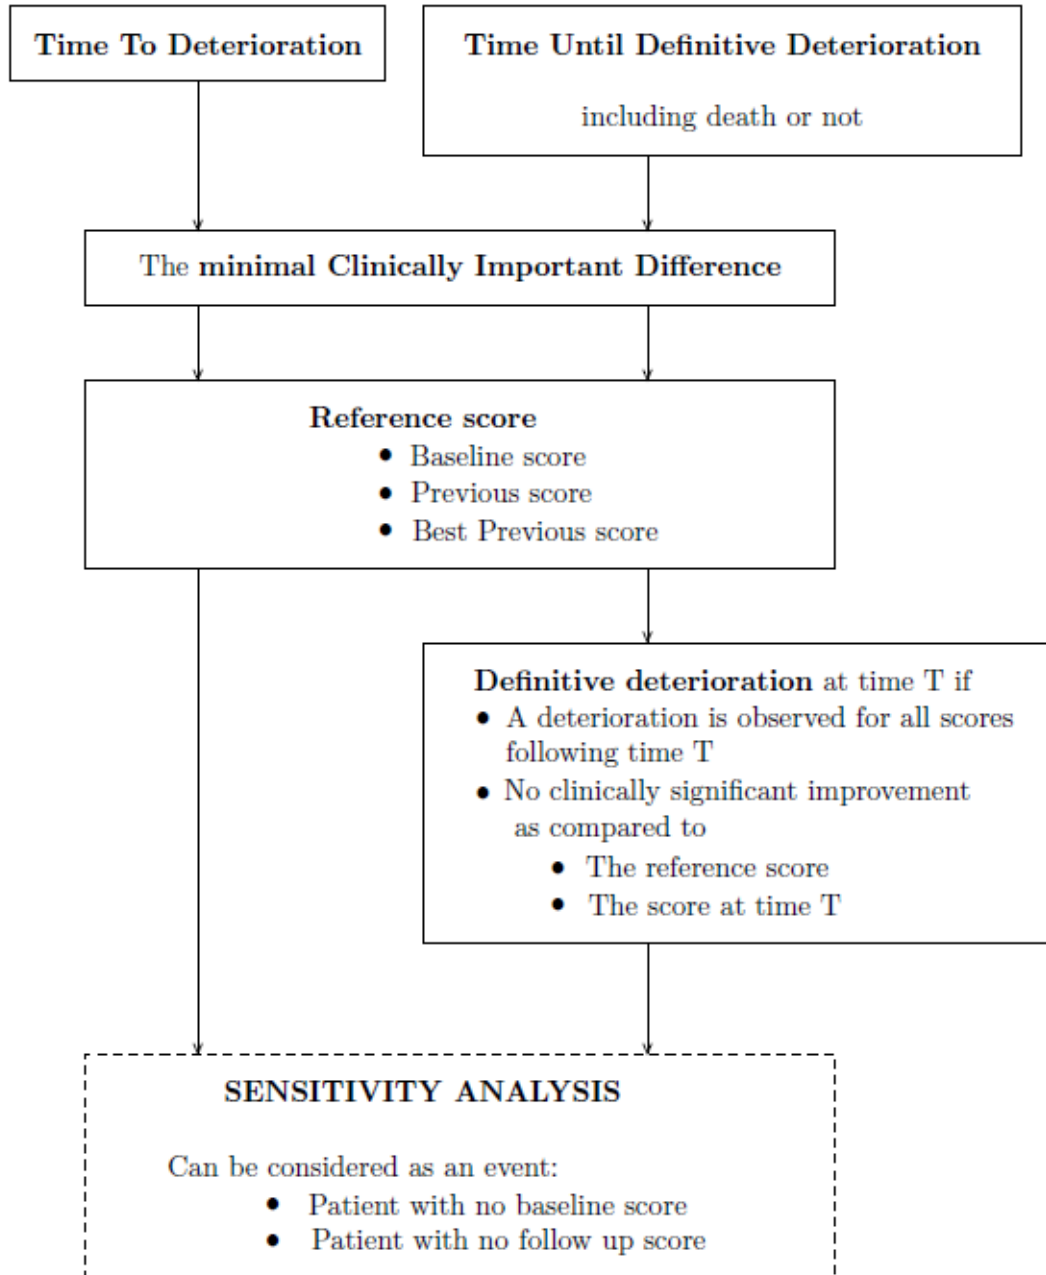 Time To Deterioration
Time Until Definitive Deterioration
including death or not
The minimal Clinically Important Difference
Reference score
• Baseline score
• Previous score
• Best Previous score
Definitive deterioration at time T if
• A deterioration is observed for all scores
following time T
• No clinically significant improvement
as compared to
• The reference score
• The score at time T
SENSITIVITY ANALYSIS
Can be considered as an event:
• Patient with no baseline score
• Patient with no follow up score